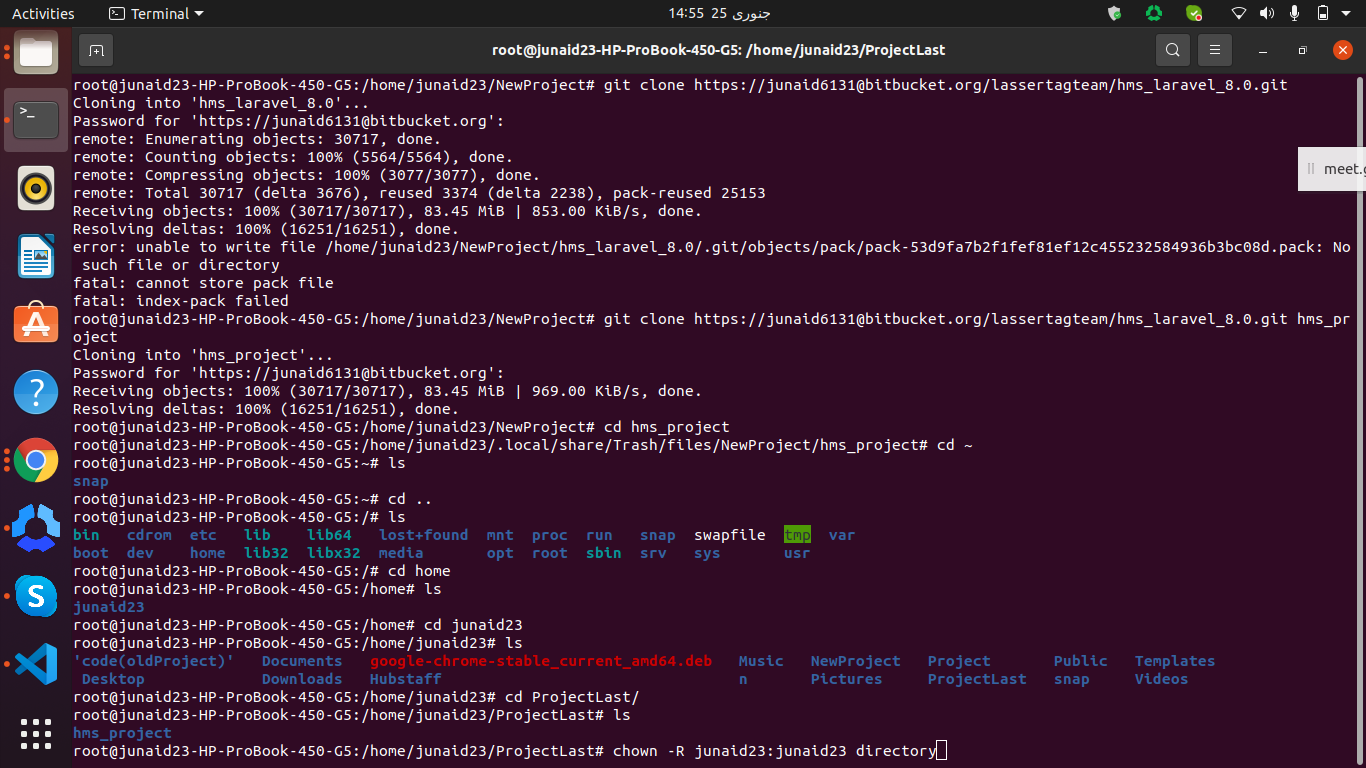 Activities Terminal 14:55 25 جنوری
root@junaid23-HP-ProBook-450-G5: /home/junaid23/ProjectLast
root@junaid23-HP-ProBook-450-G5:/home/junaid23/NewProject# git clone https://junaid6131@bitbucket.org/lassertagteam/hms_laravel_8.0.git
Cloning into 'hms_laravel_8.0'...
Password for 'https://junaid6131@bitbucket.org':
remote: Enumerating objects: 30717, done.
remote: Counting objects: 100% (5564/5564), done.
remote: Compressing objects: 100% (3077/3077), done.
remote: Total 30717 (delta 3676), reused 3374 (delta 2238), pack-reused 25153
Receiving objects: 100% (30717/30717), 83.45 MiB | 853.00 KiB/s, done.
Resolving deltas: 100% (16251/16251), done.
error: unable to write file /home/junaid23/NewProject/hms_laravel_8.0/.git/objects/pack/pack-53d9fa7b2f1fef81ef12c455232584936b3bc08d.pack: No
 such file or directory
fatal: cannot store pack file
fatal: index-pack failed
root@junaid23-HP-ProBook-450-G5:/home/junaid23/NewProject# git clone https://junaid6131@bitbucket.org/lassertagteam/hms_laravel_8.0.git hms_pr
oject
Cloning into 'hms_project'...
Password for 'https://junaid6131@bitbucket.org':
Receiving objects: 100% (30717/30717), 83.45 MiB | 969.00 KiB/s, done.
Resolving deltas: 100% (16251/16251), done.
root@junaid23-HP-ProBook-450-G5:/home/junaid23/NewProject# cd hms_project
root@junaid23-HP-ProBook-450-G5:/home/junaid23/.local/share/Trash/files/NewProject/hms_project# cd ~
root@junaid23-HP-ProBook-450-G5:~# ls
snap
root@junaid23-HP-ProBook-450-G5:~# cd ..
root@junaid23-HP-ProBook-450-G5:/# ls
bin cdrom etc lib lib64 lost+found mnt proc run snap swapfile tmp var
boot dev home lib32 libx32 media opt root sbin srv sys usr
root@junaid23-HP-ProBook-450-G5:/# cd home
root@junaid23-HP-ProBook-450-G5:/home# ls
junaid23
root@junaid23-HP-ProBook-450-G5:/home# cd junaid23
root@junaid23-HP-ProBook-450-G5:/home/junaid23# ls
'code(oldProject)' Documents google-chrome-stable_current_amd64.deb Music NewProject Project Public Templates
Desktop Downloads Hubstaff n Pictures ProjectLast snap Videos
root@junaid23-HP-ProBook-450-G5:/home/junaid23# cd ProjectLast/
root@junaid23-HP-ProBook-450-G5:/home/junaid23/ProjectLast# ls
hms_project
root@junaid23-HP-ProBook-450-G5:/home/junaid23/ProjectLast# chown -R junaid23:junaid23 directory